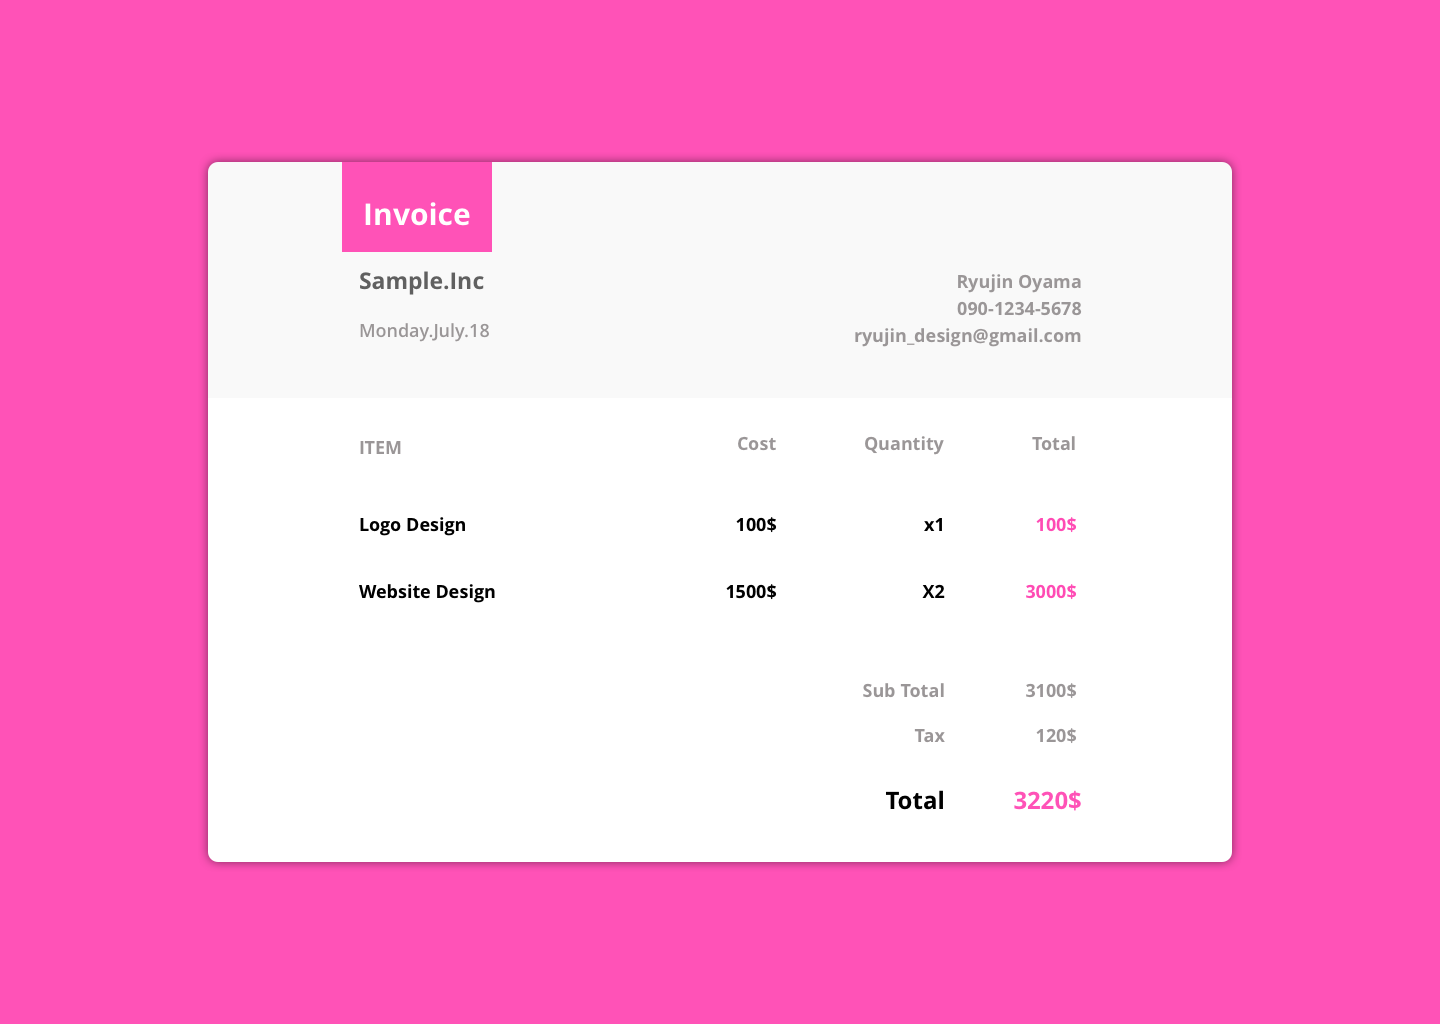 Invoice
Sample.Inc
Monday.July.18
Ryujin Oyama
090-1234-5678
ryujin_design@gmail.com
ITEM Cost Quantity Total
Logo Design 100$ x1 100$
Website Design 1500$ X2 3000$
Sub Total 3100$
Tax 120$
Total 3220$